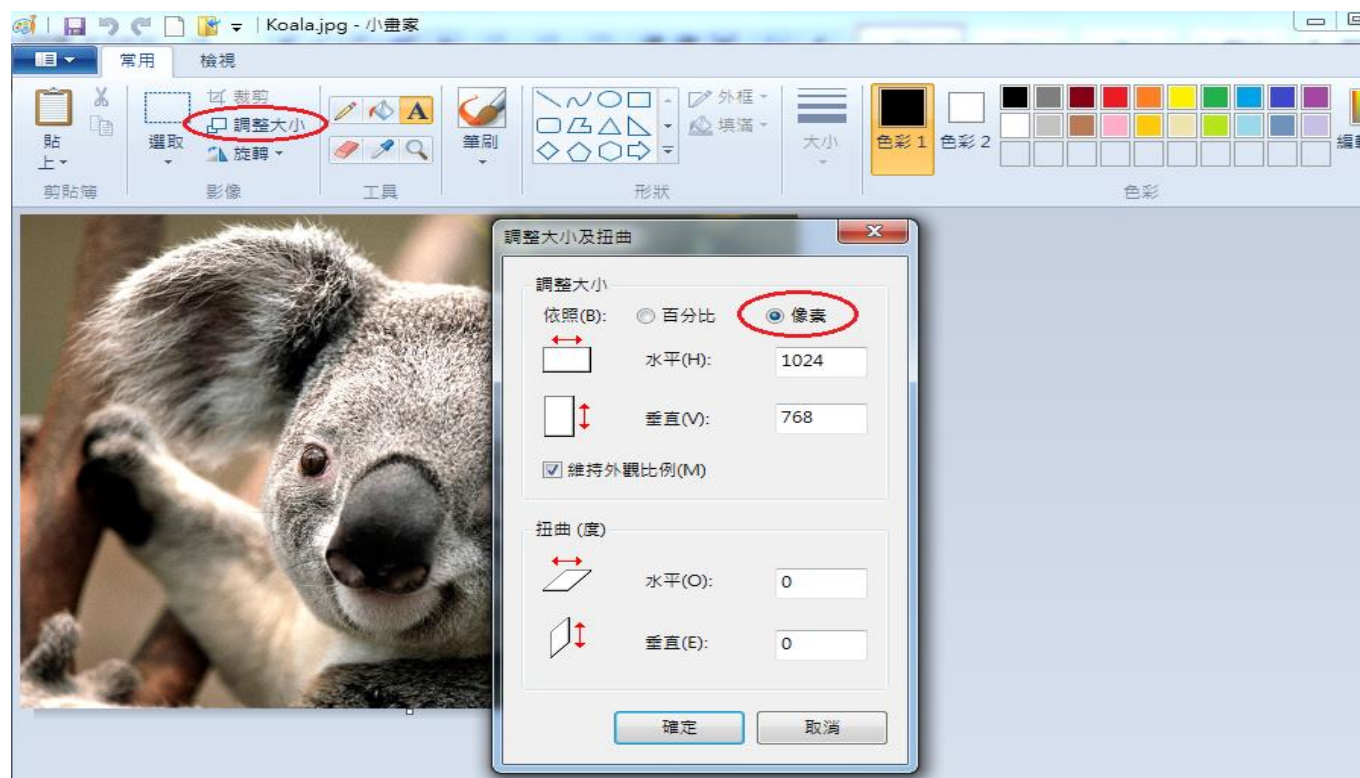 Koala.jpg - 小畫家
常用 檢視
貼上
剪貼簿
選取
裁剪
調整大小
旋轉
影像
A
工具
筆刷
外框
填滿
形狀
大小
色彩 1
色彩 2
色彩
調整大小及扭曲
調整大小
依照(B): 百分比 像素
水平(H): 1024
垂直(V): 768
維持外觀比例(M)
扭曲 (度)
水平(O): 0
垂直(E): 0
確定 取消